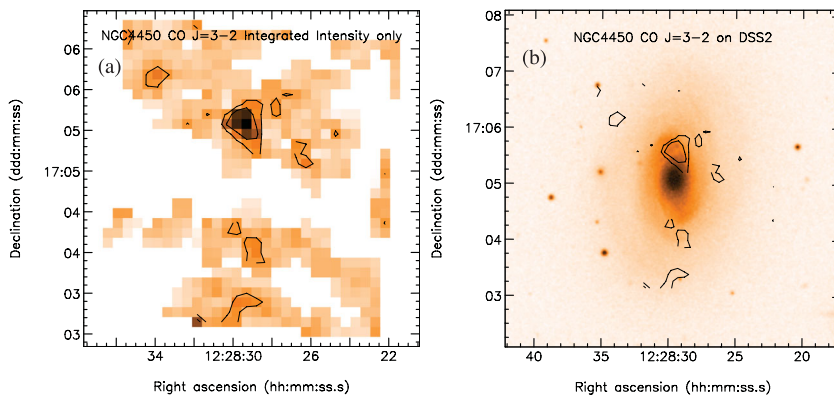 NGC4450 CO J=3-2 Integrated Intensity only
(a)
06
06
05
17:05
04
04
03
03
34
12:28:30
26
22
Declination (ddd:mm:ss)
Right ascension (hh:mm:ss.s)
NGC4450 CO J=3-2 on DSS2
(b)
08
07
17:06
05
04
03
40
35
12:28:30
25
20
Declination (ddd:mm:ss)
Right ascension (hh:mm:ss.s)